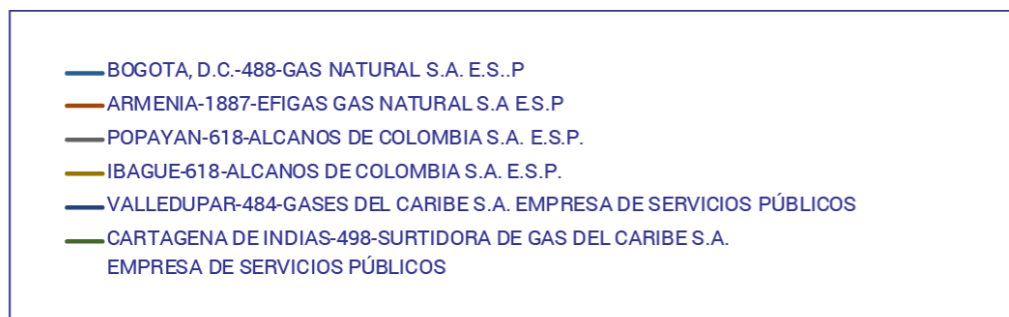 BOGOTA, D.C.-488-GAS NATURAL S.A. E.S..P
ARMENIA-1887-EFIGAS GAS NATURAL S.A E.S.P
POPAYAN-618-ALCANOS DE COLOMBIA S.A. E.S.P.
IBAGUE-618-ALCANOS DE COLOMBIA S.A. E.S.P.
VALLEDUPAR-484-GASES DEL CARIBE S.A. EMPRESA DE SERVICIOS PÚBLICOS
CARTAGENA DE INDIAS-498-SURTIDORA DE GAS DEL CARIBE S.A.
EMPRESA DE SERVICIOS PÚBLICOS